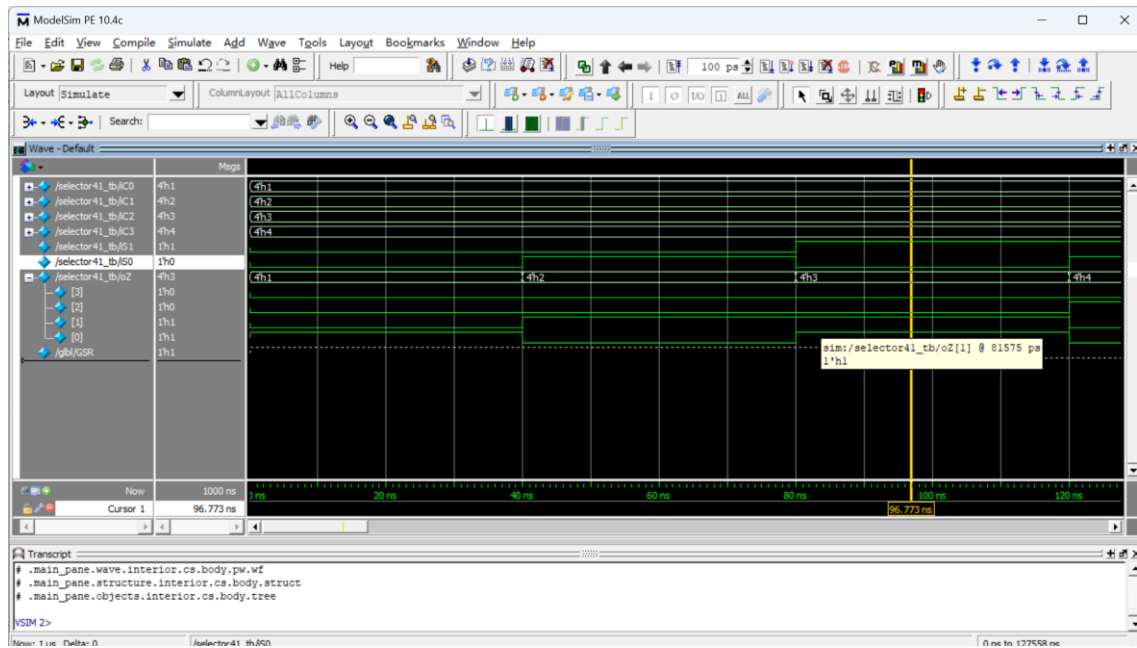 ModelSim PE 10.4c
File Edit View Compile Simulate Add Wave Tools Layout Bookmarks Window Help
Help 100 ps
Layout Simulate ColumnLayout AllColumns
Search:
Wave - Default
Msgs
/selector41_tb/iC0 4'h1 4'h1
/selector41_tb/iC1 4'h2 4'h2
/selector41_tb/iC2 4'h3 4'h3
/selector41_tb/iC3 4'h4 4'h4
/selector41_tb/iS1 1'h1
/selector41_tb/iS0 1'h0
/selector41_tb/oZ 4'h3 4'h1 4'h2 4'h3 4'h4
[3] 1'h0
[2] 1'h0
[1] 1'h1
[0] 1'h1
/glbl/GSR 1'h1
sim:/selector41_tb/oZ[1] @ 81575 ps
1'h1
Now 1000 ns ns 20 ns 40 ns 60 ns 80 ns 100 ns 120 ns
Cursor 1 96.773 ns 96.773 ns
Transcript
# .main_pane.wave.interior.cs.body.pw.wf
# .main_pane.structure.interior.cs.body.struct
# .main_pane.objects.interior.cs.body.tree
VSIM 2>
Now: 1 us Delta: 0 /selector41_tb/iS0 0 ps to 127558 ps